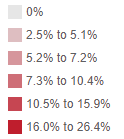 0%
2.5% to 5.1%
5.2% to 7.2%
7.3% to 10.4%
10.5% to 15.9%
16.0% to 26.4%